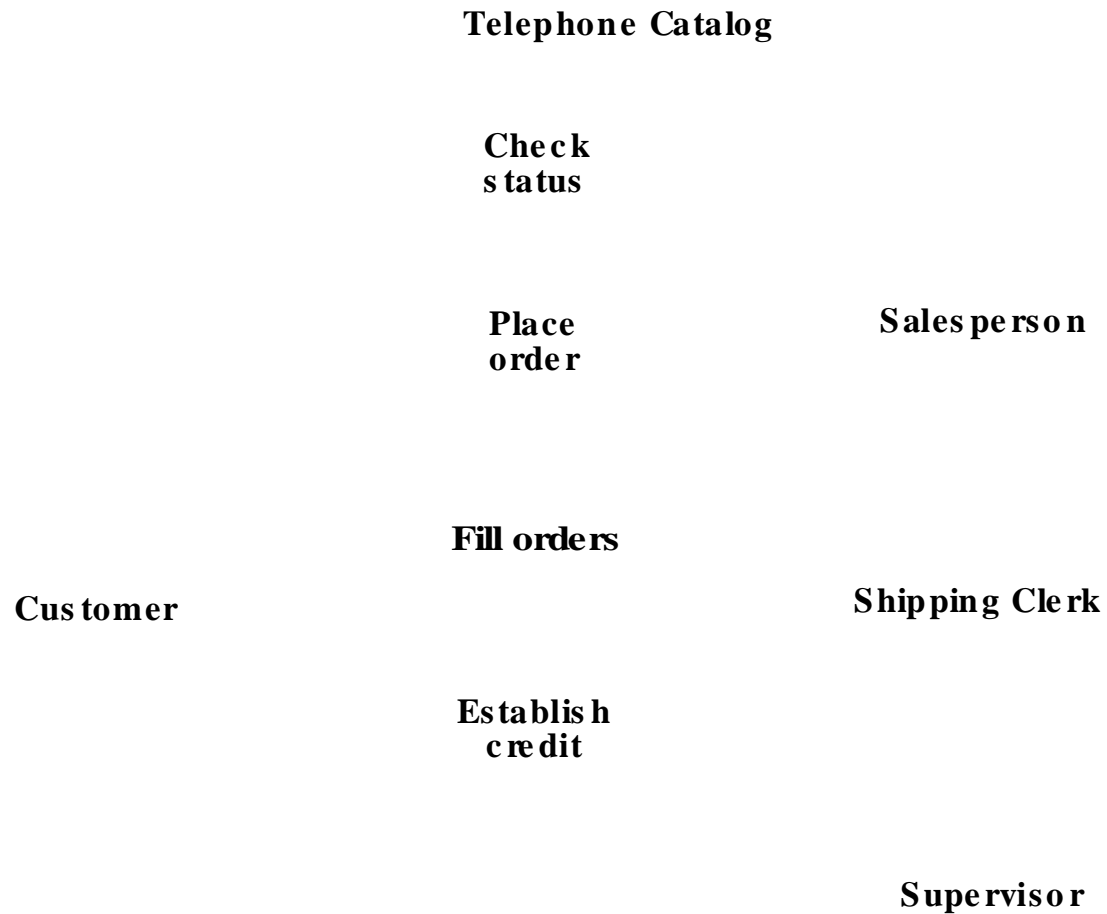 Telephone Catalog
Check
status
Place
order
Salesperson
Fill orders
Customer
Shipping Clerk
Establish
credit
Supervisor